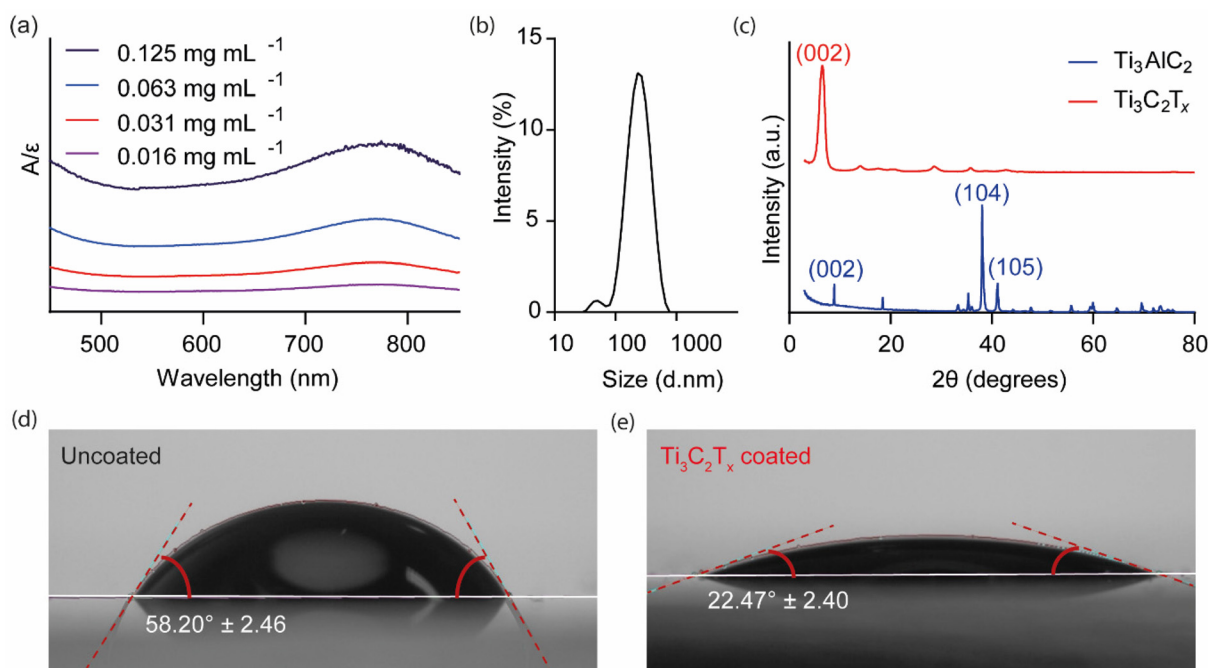 (a)
0.125 mg mL -1
0.063 mg mL -1
0.031 mg mL -1
0.016 mg mL -1
A/ε
500 600 700 800
Wavelength (nm)
(b)
15
10
5
0
Intensity (%)
10 100 1000
Size (d.nm)
(c)
(002)
Ti3AlC2
Ti3C2Tx
(104)
(002)
(105)
Intensity (a.u.)
0 20 40 60 80
2θ (degrees)
(d)
Uncoated
58.20° ± 2.46
(e)
Ti3C2Tx coated
22.47° ± 2.40